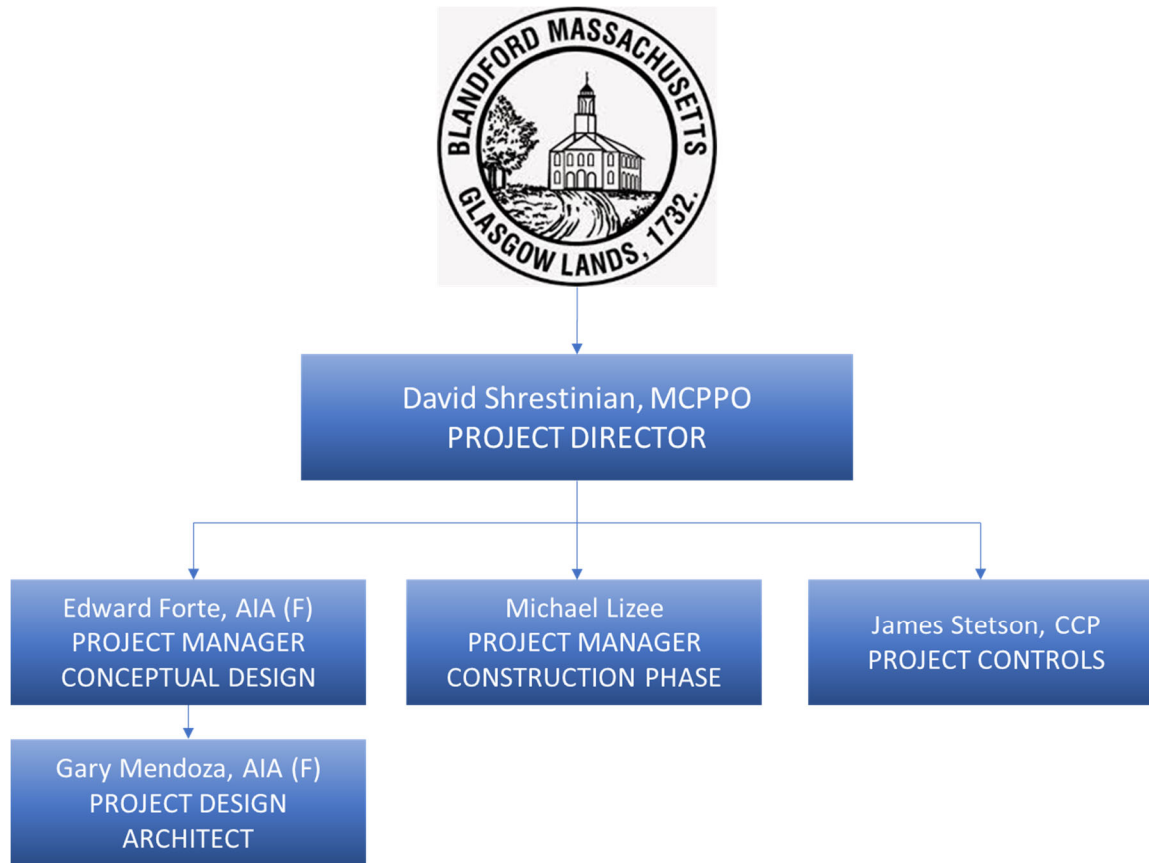 BLANDFORD MASSACHUSETTS
GLASGOW LANDS, 1732.
David Shrestinian, MCPPO
PROJECT DIRECTOR
Edward Forte, AIA (F)
PROJECT MANAGER
CONCEPTUAL DESIGN
Michael Lizee
PROJECT MANAGER
CONSTRUCTION PHASE
James Stetson, CCP
PROJECT CONTROLS
Gary Mendoza, AIA (F)
PROJECT DESIGN
ARCHITECT